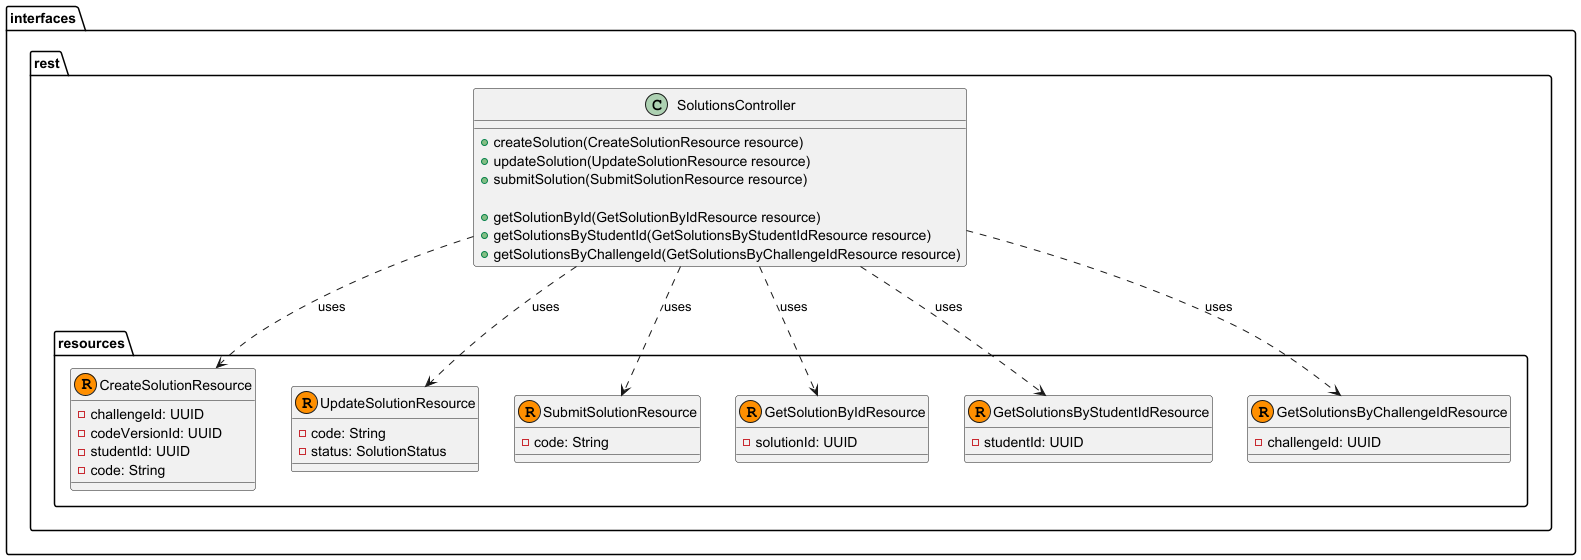 interfaces
rest
C SolutionsController
createSolution(CreateSolutionResource resource)
updateSolution(UpdateSolutionResource resource)
submitSolution(SubmitSolutionResource resource)
getSolutionById(GetSolutionByIdResource resource)
getSolutionsByStudentId(GetSolutionsByStudentIdResource resource)
getSolutionsByChallengeId(GetSolutionsByChallengeIdResource resource)
uses
uses
uses
uses
uses
uses
resources
R CreateSolutionResource
challengeId: UUID
codeVersionId: UUID
studentId: UUID
code: String
R UpdateSolutionResource
code: String
status: SolutionStatus
R SubmitSolutionResource
code: String
R GetSolutionByIdResource
solutionId: UUID
R GetSolutionsByStudentIdResource
studentId: UUID
R GetSolutionsByChallengeIdResource
challengeId: UUID